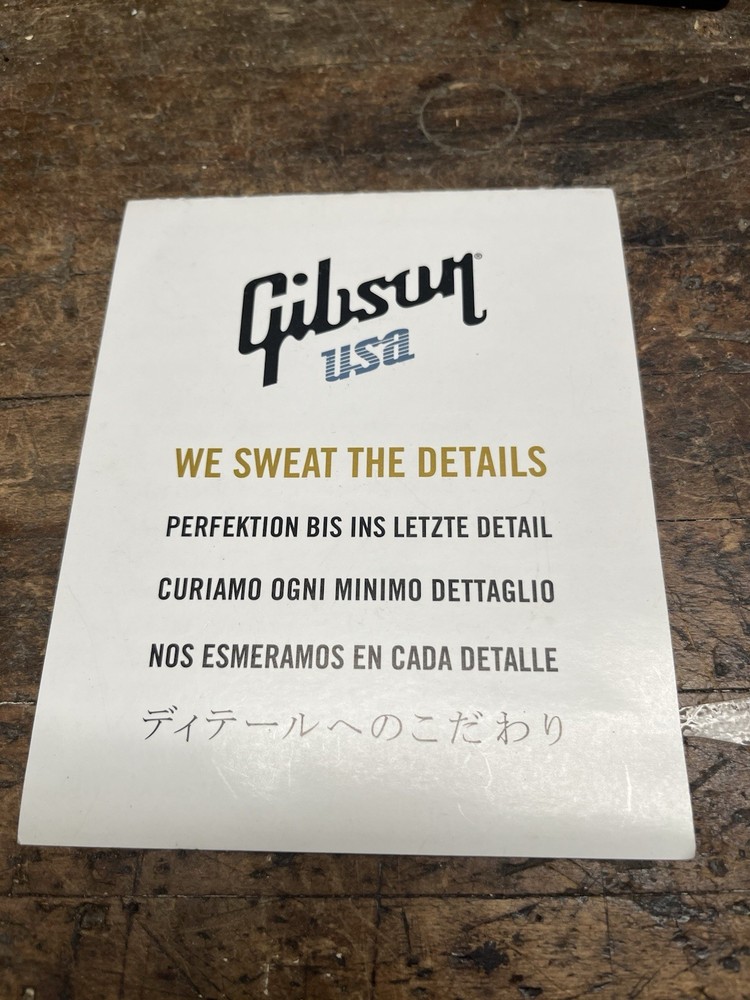 Gibson®
usa
WE SWEAT THE DETAILS
PERFEKTION BIS INS LETZTE DETAIL
CURIAMO OGNI MINIMO DETTAGLIO
NOS ESMERAMOS EN CADA DETALLE
ディテールへのこだわり